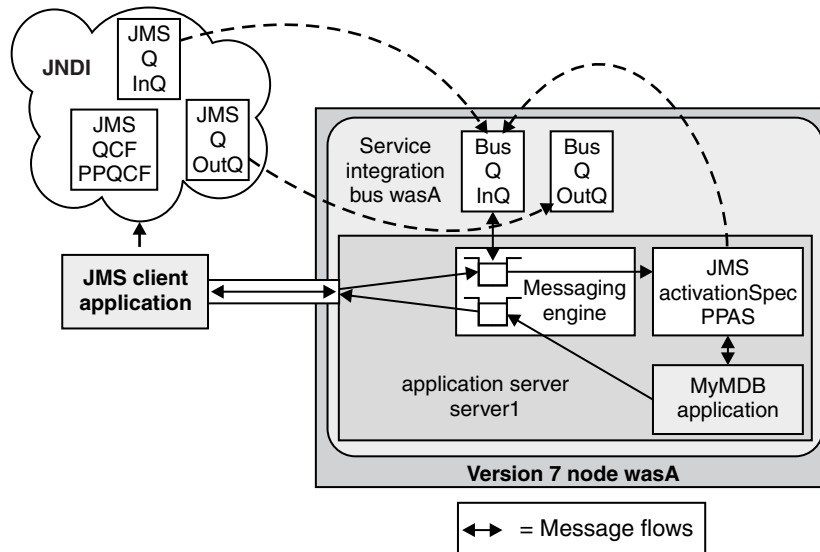 JNDI
JMS
Q
InQ
JMS
QCF
PPQCF
JMS
Q
OutQ
Service
integration
bus wasA
Bus
Q
InQ
Bus
Q
OutQ
JMS client
application
Messaging
engine
JMS
activationSpec
PPAS
application server
server1
MyMDB
application
Version 7 node wasA
= Message flows